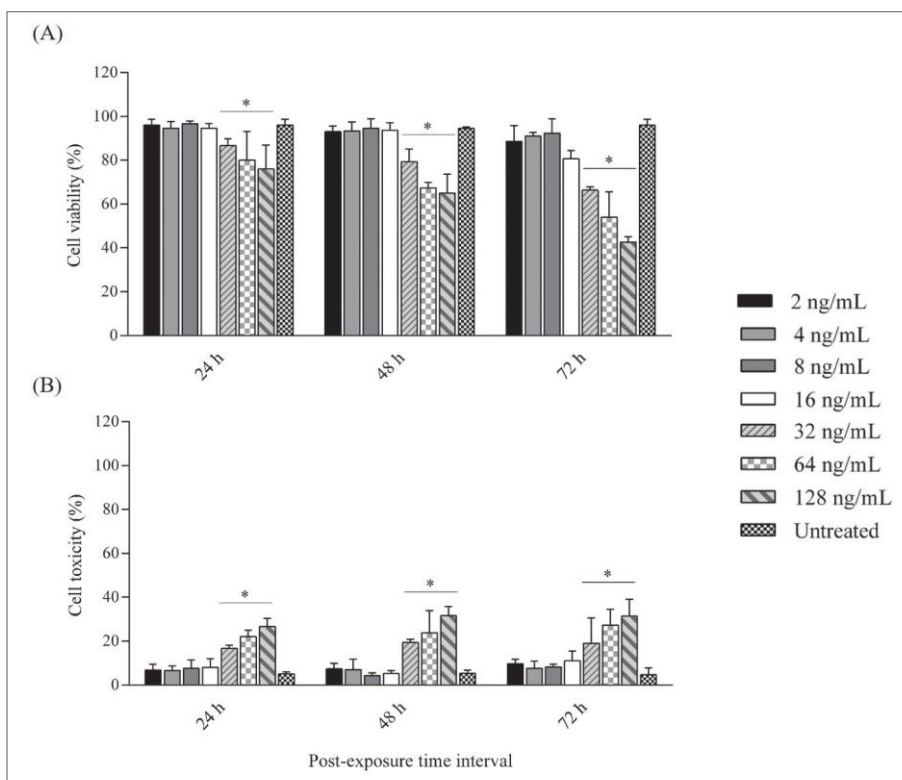 (A)
120
100
80
60
40
20
0
Cell viability (%)
*
*
*
24 h
48 h
72 h
(B)
120
100
80
60
40
20
0
Cell toxicity (%)
*
*
*
24 h
48 h
72 h
Post-exposure time interval
2 ng/mL
4 ng/mL
8 ng/mL
16 ng/mL
32 ng/mL
64 ng/mL
128 ng/mL
Untreated